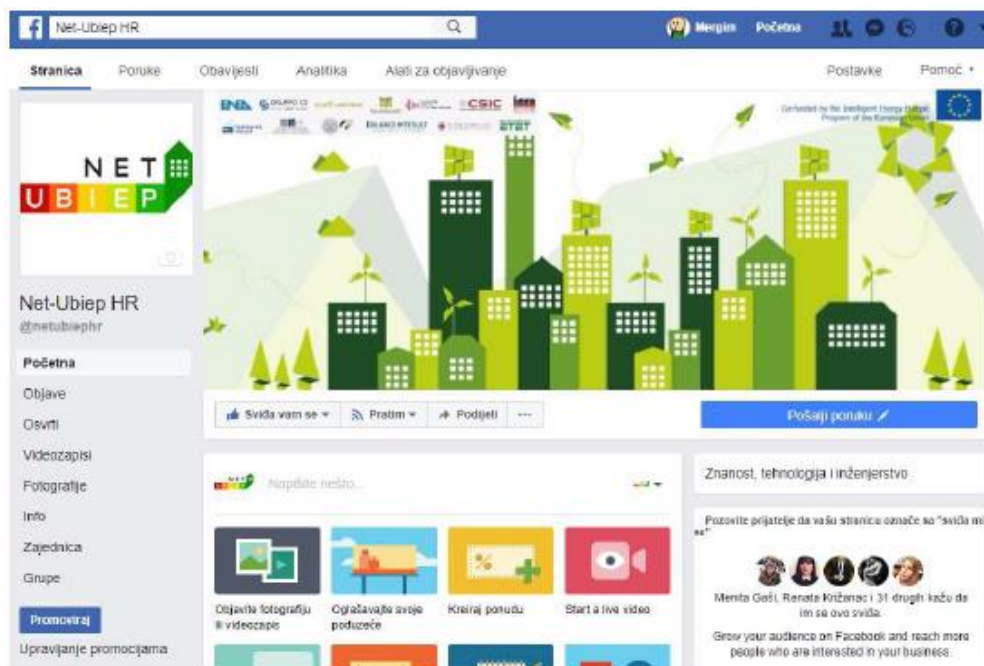 Net-Ubiep HR
Mergim Početna
Stranica Poruke Obavijesti Analitika Alati za objavljivanje Postavke Pomoć
CSIC
Co-funded by the Intelligent Energy Europe
Program of the European Union
NET
UBIEP
Net-Ubiep HR
@netubiephr
Početna
Objave
Osvrti
Videozapisi
Fotografije
Info
Zajednica
Grupe
Promoviraj
Upravljanje promocijama
Sviđa vam se Pratim Podijeli ...
Pošalji poruku
Napišite nešto...
Objavite fotografiju
ili videozapis
Oglašavajte svoje
poduzeće
Kreiraj ponudu
Start a live video
Znanost, tehnologija i inženjerstvo
Pozovite prijatelje da vašu stranicu označe sa "sviđa mi
se"
Menita Gaši, Renata Križanac i 31 drugih kažu da
im se ovo sviđa.
Grow your audience on Facebook and reach more
people who are interested in your business.